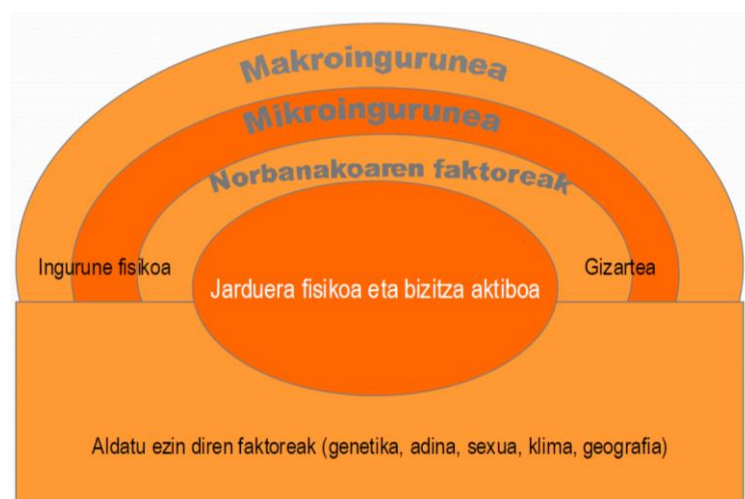 Makroingurunea
Mikroingurunea
Norbanakoaren faktoreak
Ingurune fisikoa
Gizartea
Jarduera fisikoa eta bizitza aktiboa
Aldatu ezin diren faktoreak (genetika, adina, sexua, klima, geografia)